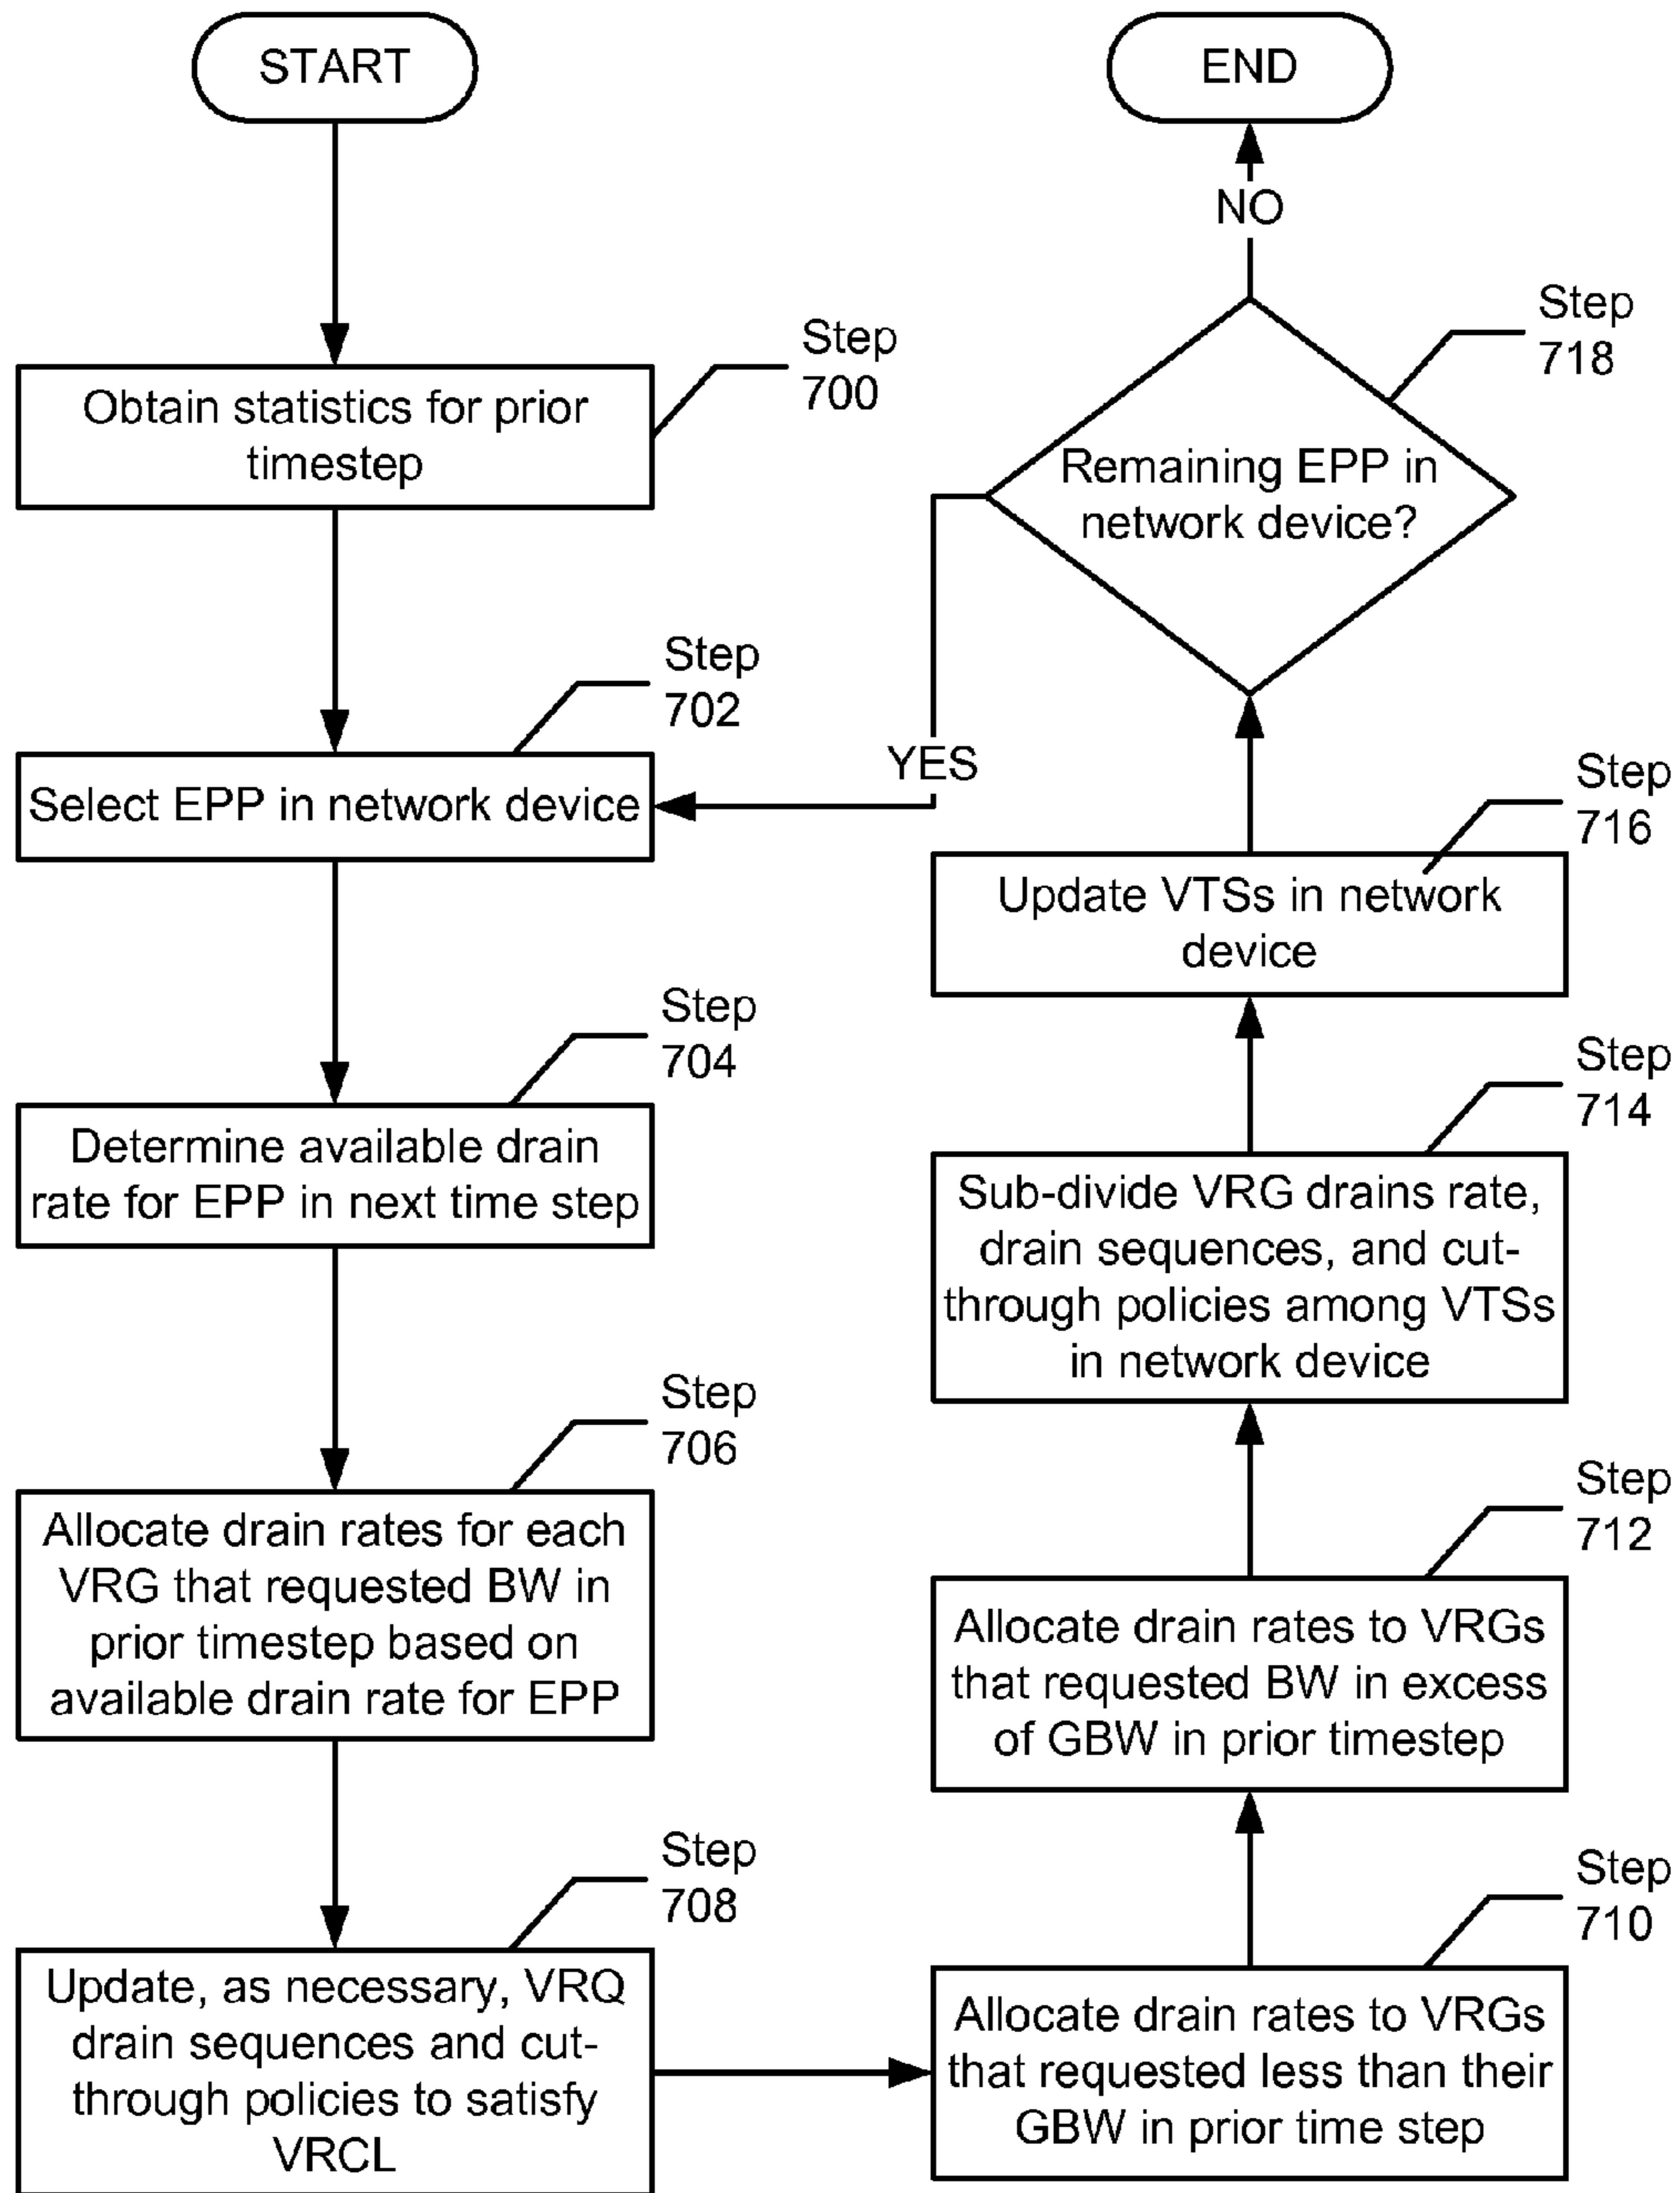 START
Step
700
Obtain statistics for prior
timestep
Step
702
Select EPP in network device
Step
704
Determine available drain
rate for EPP in next time step
Step
706
Allocate drain rates for each
VRG that requested BW in
prior timestep based on
available drain rate for EPP
Step
708
Update, as necessary, VRQ
drain sequences and cut-
through policies to satisfy
VRCL
Step
710
Allocate drain rates to VRGs
that requested less than their
GBW in prior time step
Step
712
Allocate drain rates to VRGs
that requested BW in excess
of GBW in prior timestep
Step
714
Sub-divide VRG drains rate,
drain sequences, and cut-
through policies among VTSs
in network device
Step
716
Update VTSs in network
device
Step
718
Remaining EPP in
network device?
YES
NO
END